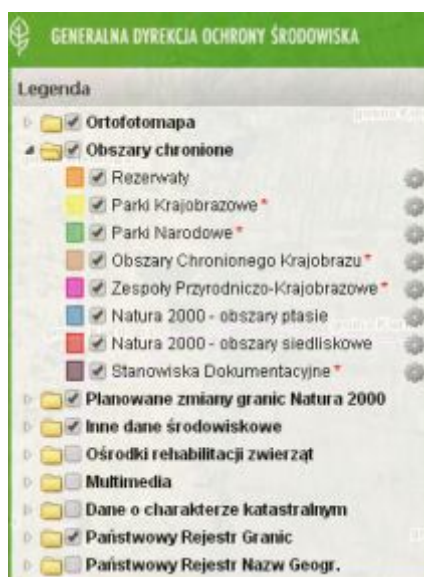 GENERALNA DYREKCJA OCHRONY ŚRODOWISKA
Legenda
Ortofotomapa
Obszary chronione
Rezerwaty
Parki Krajobrazowe *
Parki Narodowe *
Obszary Chronionego Krajobrazu *
Zespoły Przyrodniczo-Krajobrazowe *
Natura 2000 - obszary ptasie
Natura 2000 - obszary siedliskowe
Stanowiska Dokumentacyjne *
Planowane zmiany granic Natura 2000
Inne dane środowiskowe
Ośrodki rehabilitacji zwierząt
Multimedia
Dane o charakterze katastralnym
Państwowy Rejestr Granic
Państwowy Rejestr Nazw Geogr.